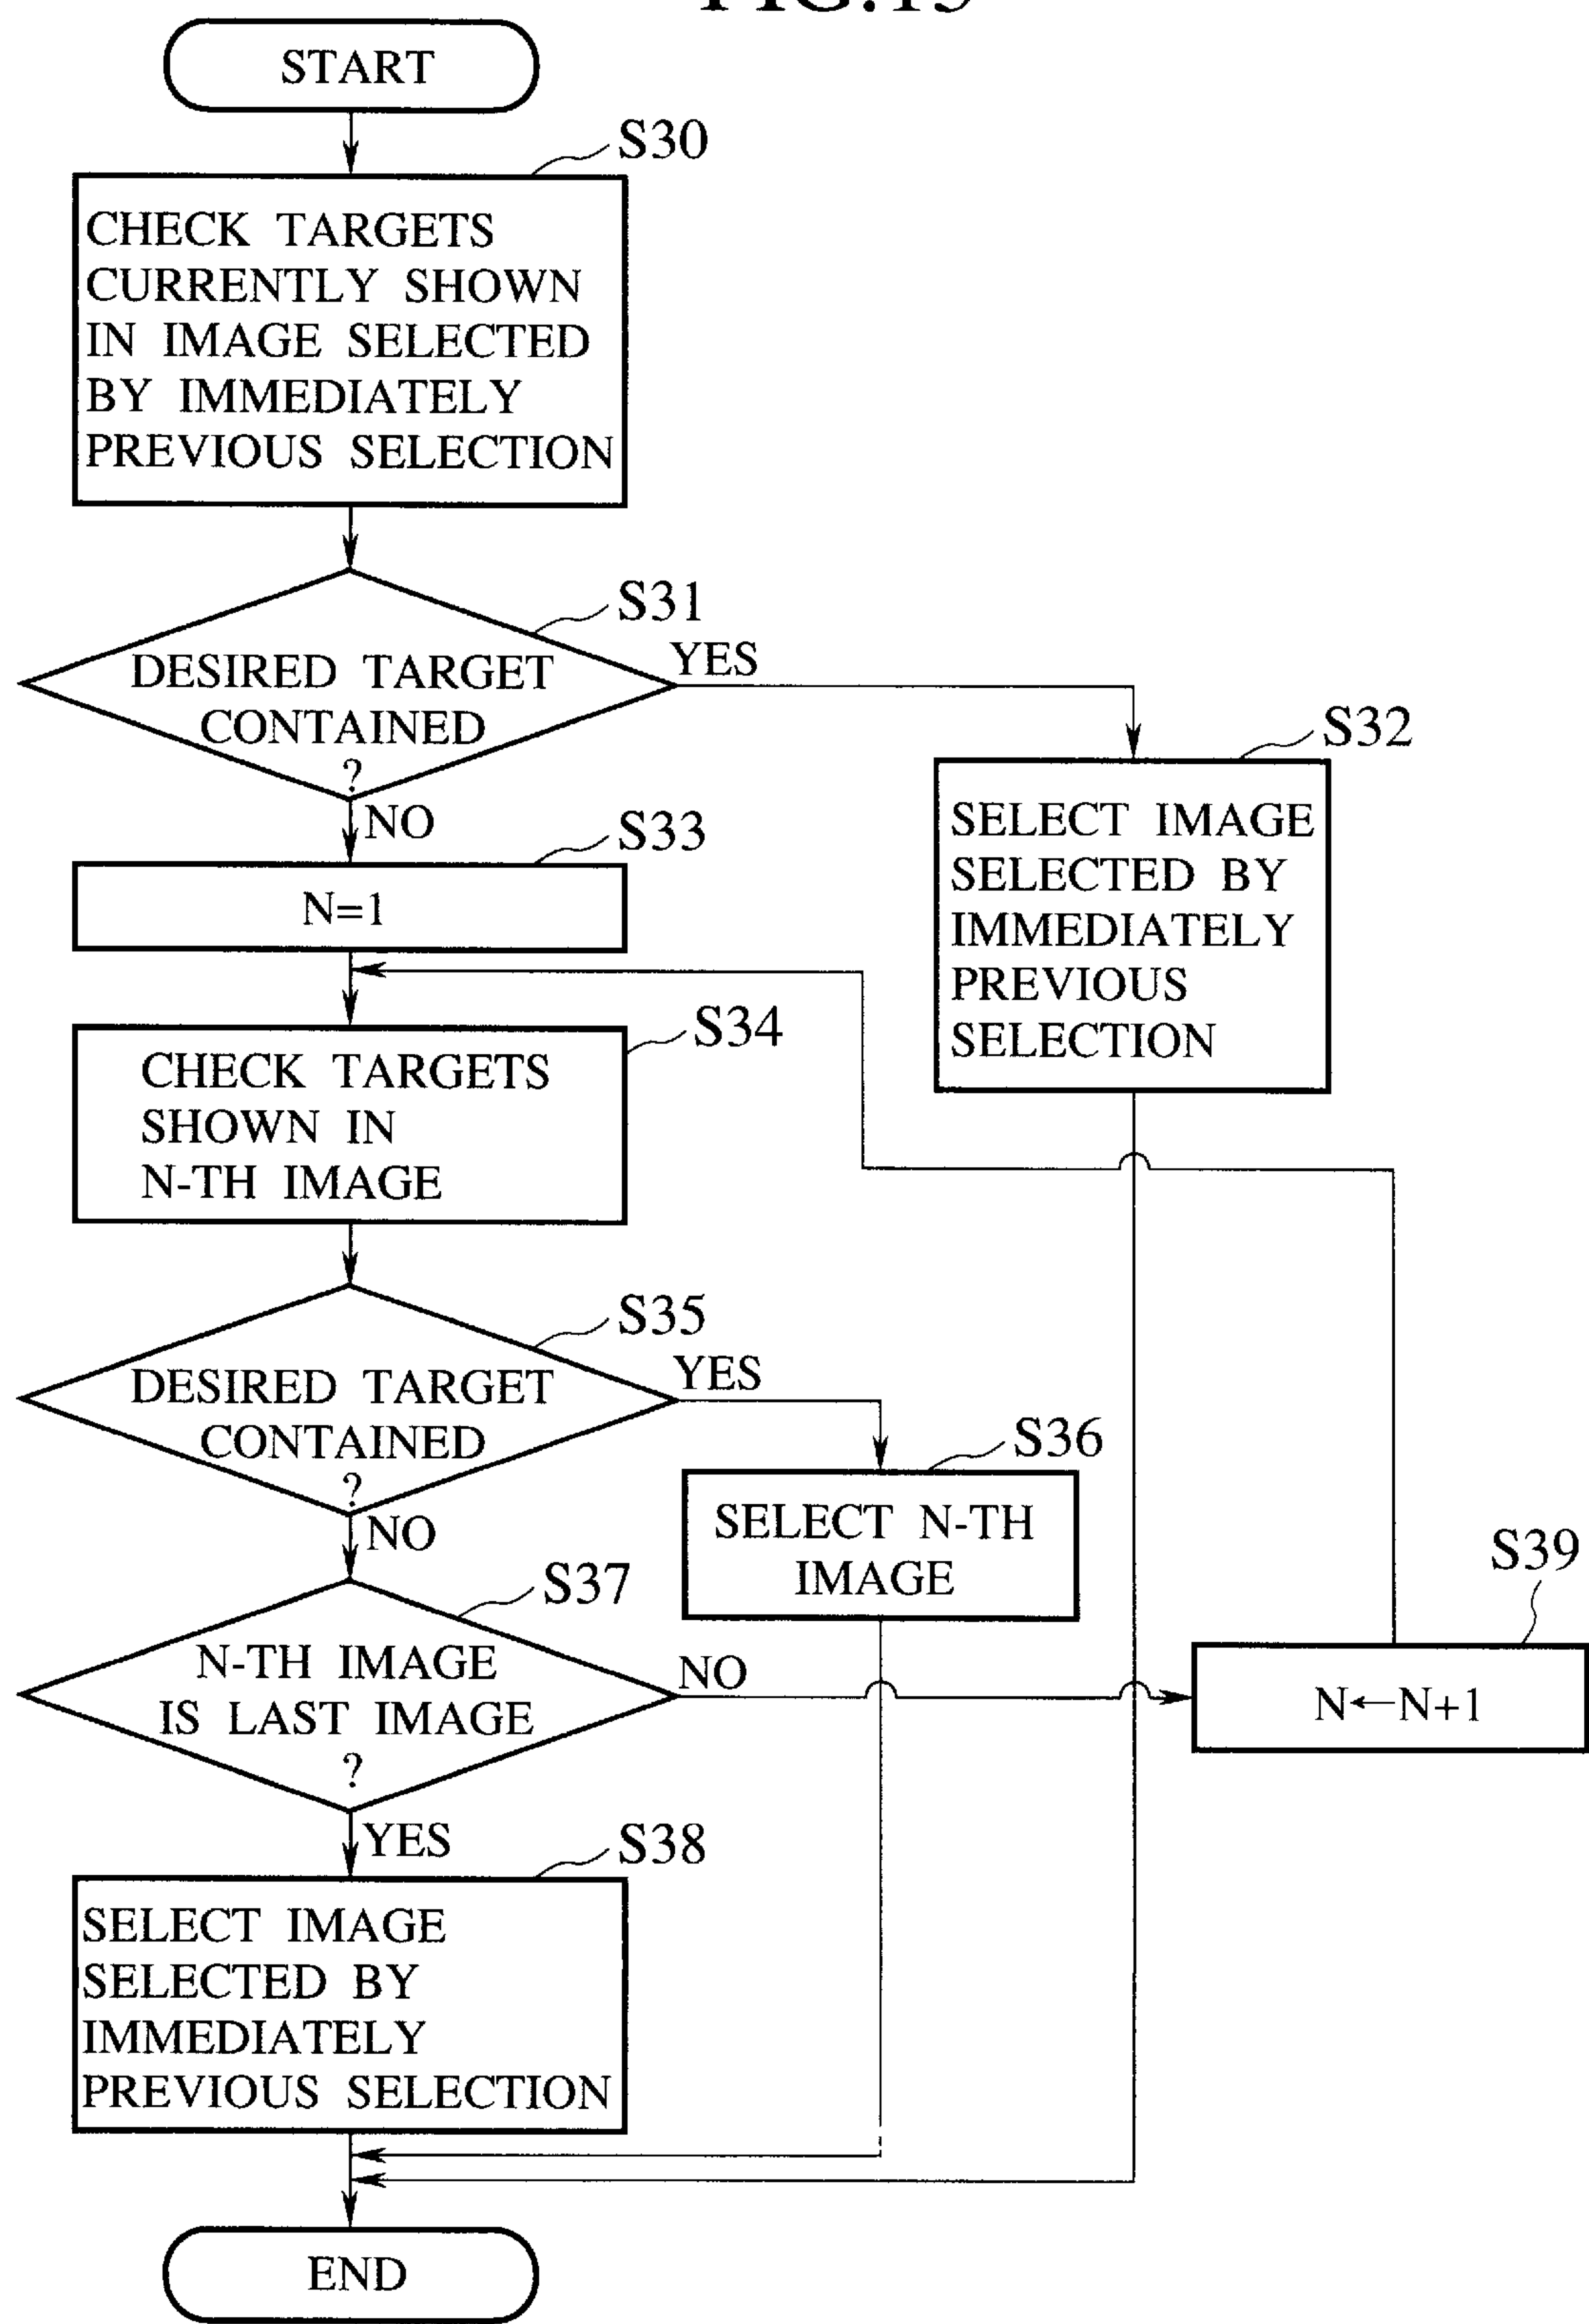 START
S30
CHECK TARGETS
CURRENTLY SHOWN
IN IMAGE SELECTED
BY IMMEDIATELY
PREVIOUS SELECTION
S31
DESIRED TARGET
CONTAINED
?
YES
NO
S32
SELECT IMAGE
SELECTED BY
IMMEDIATELY
PREVIOUS
SELECTION
S33
N=1
S34
CHECK TARGETS
SHOWN IN
N-TH IMAGE
S35
DESIRED TARGET
CONTAINED
?
YES
NO
S36
SELECT N-TH
IMAGE
S37
N-TH IMAGE
IS LAST IMAGE
?
NO
YES
S39
N←N+1
S38
SELECT IMAGE
SELECTED BY
IMMEDIATELY
PREVIOUS SELECTION
END